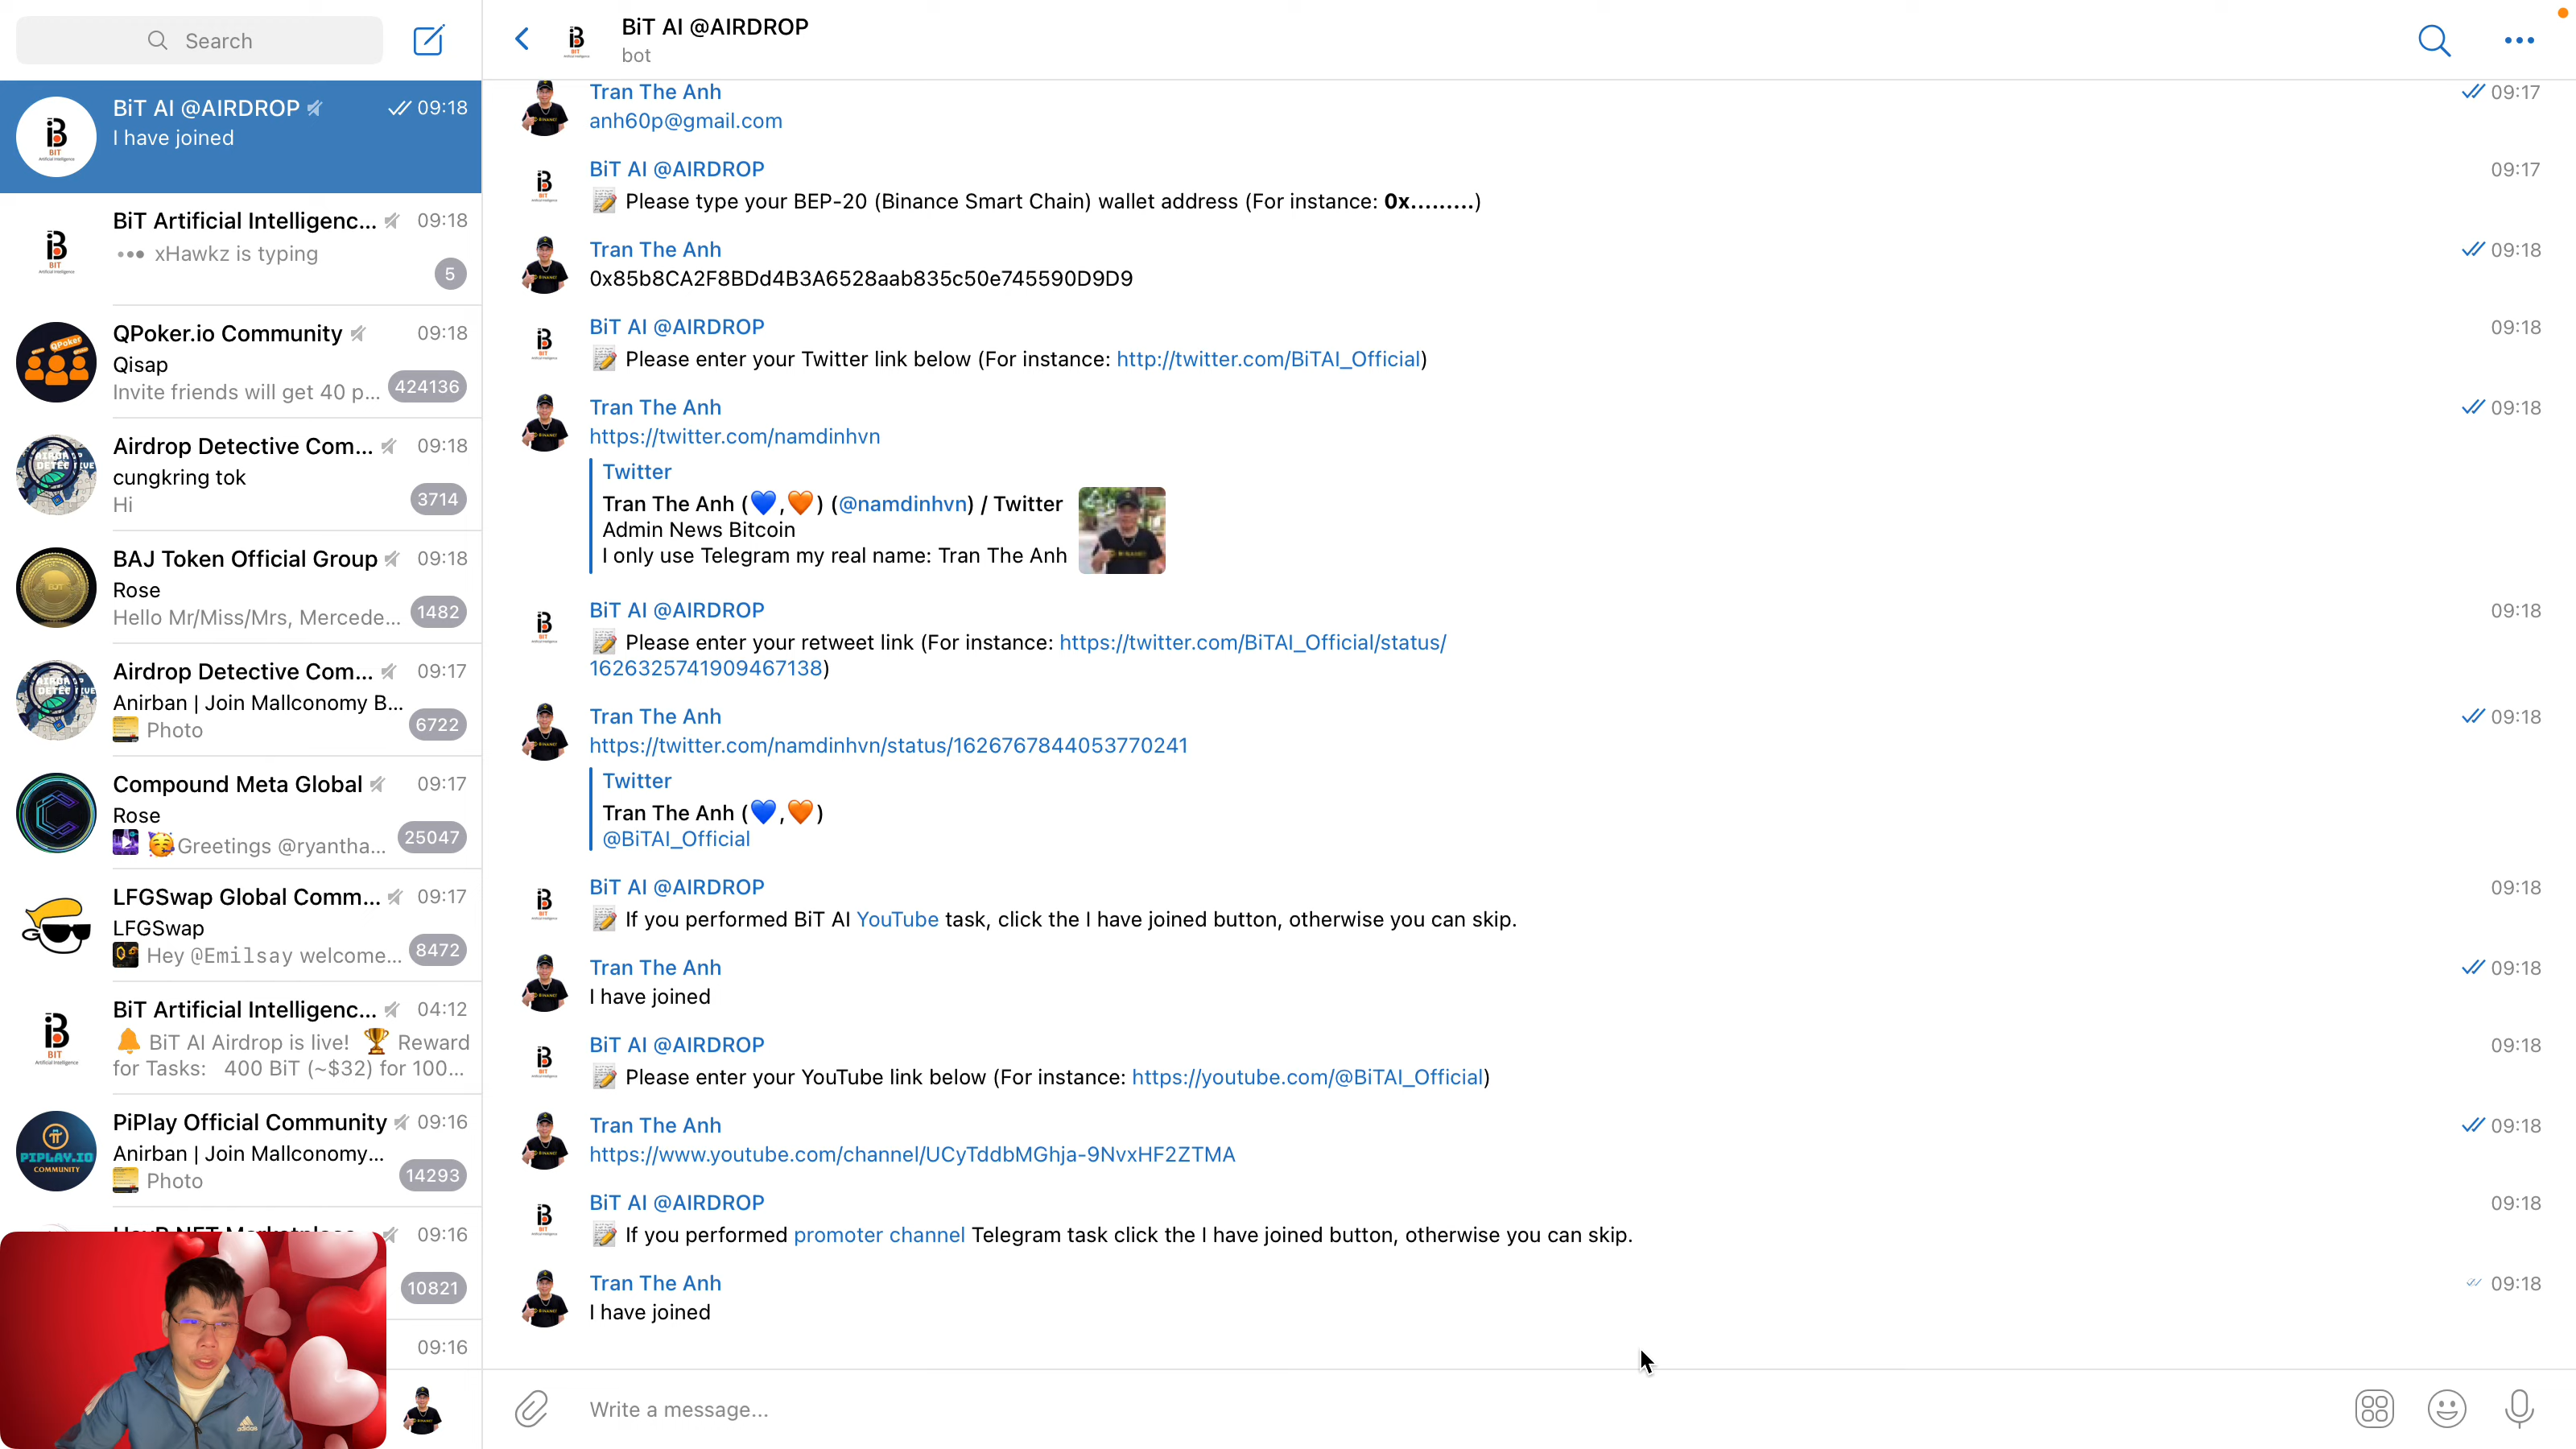 Search
BiT AI @AIRDROP 09:18
I have joined
BiT Artificial Intelligenc... 09:18
xHawkz is typing
5
QPoker.io Community 09:18
Qisap
Invite friends will get 40 p... 424136
Airdrop Detective Com... 09:18
cungkring tok
Hi 3714
BAJ Token Official Group 09:18
Rose
Hello Mr/Miss/Mrs, Mercede... 1482
Airdrop Detective Com... 09:17
Anirban | Join Mallconomy B...
Photo 6722
Compound Meta Global 09:17
Rose
🥳Greetings @ryantha... 25047
LFGSwap Global Comm... 09:17
LFGSwap
Hey @Emilsay welcome... 8472
BiT Artificial Intelligenc... 04:12
🔔 BiT AI Airdrop is live! 🏆 Reward
for Tasks: 400 BiT (~$32) for 100...
PiPlay Official Community 09:16
Anirban | Join Mallconomy...
Photo 14293
09:16
10821
09:16
BiT AI @AIRDROP
bot
Tran The Anh 09:17
anh60p@gmail.com
BiT AI @AIRDROP 09:17
📝 Please type your BEP-20 (Binance Smart Chain) wallet address (For instance: 0x.........)
Tran The Anh 09:18
0x85b8CA2F8BDd4B3A6528aab835c50e745590D9D9
BiT AI @AIRDROP 09:18
📝 Please enter your Twitter link below (For instance: http://twitter.com/BiTAI_Official)
Tran The Anh 09:18
https://twitter.com/namdinhvn
Twitter
Tran The Anh (💙,🧡) (@namdinhvn) / Twitter
Admin News Bitcoin
I only use Telegram my real name: Tran The Anh
BiT AI @AIRDROP 09:18
📝 Please enter your retweet link (For instance: https://twitter.com/BiTAI_Official/status/
1626325741909467138)
Tran The Anh 09:18
https://twitter.com/namdinhvn/status/1626767844053770241
Twitter
Tran The Anh (💙,🧡)
@BiTAI_Official
BiT AI @AIRDROP 09:18
📝 If you performed BiT AI YouTube task, click the I have joined button, otherwise you can skip.
Tran The Anh 09:18
I have joined
BiT AI @AIRDROP 09:18
📝 Please enter your YouTube link below (For instance: https://youtube.com/@BiTAI_Official)
Tran The Anh 09:18
https://www.youtube.com/channel/UCyTddbMGhja-9NvxHF2ZTMA
BiT AI @AIRDROP 09:18
📝 If you performed promoter channel Telegram task click the I have joined button, otherwise you can skip.
Tran The Anh 09:18
I have joined
Write a message...